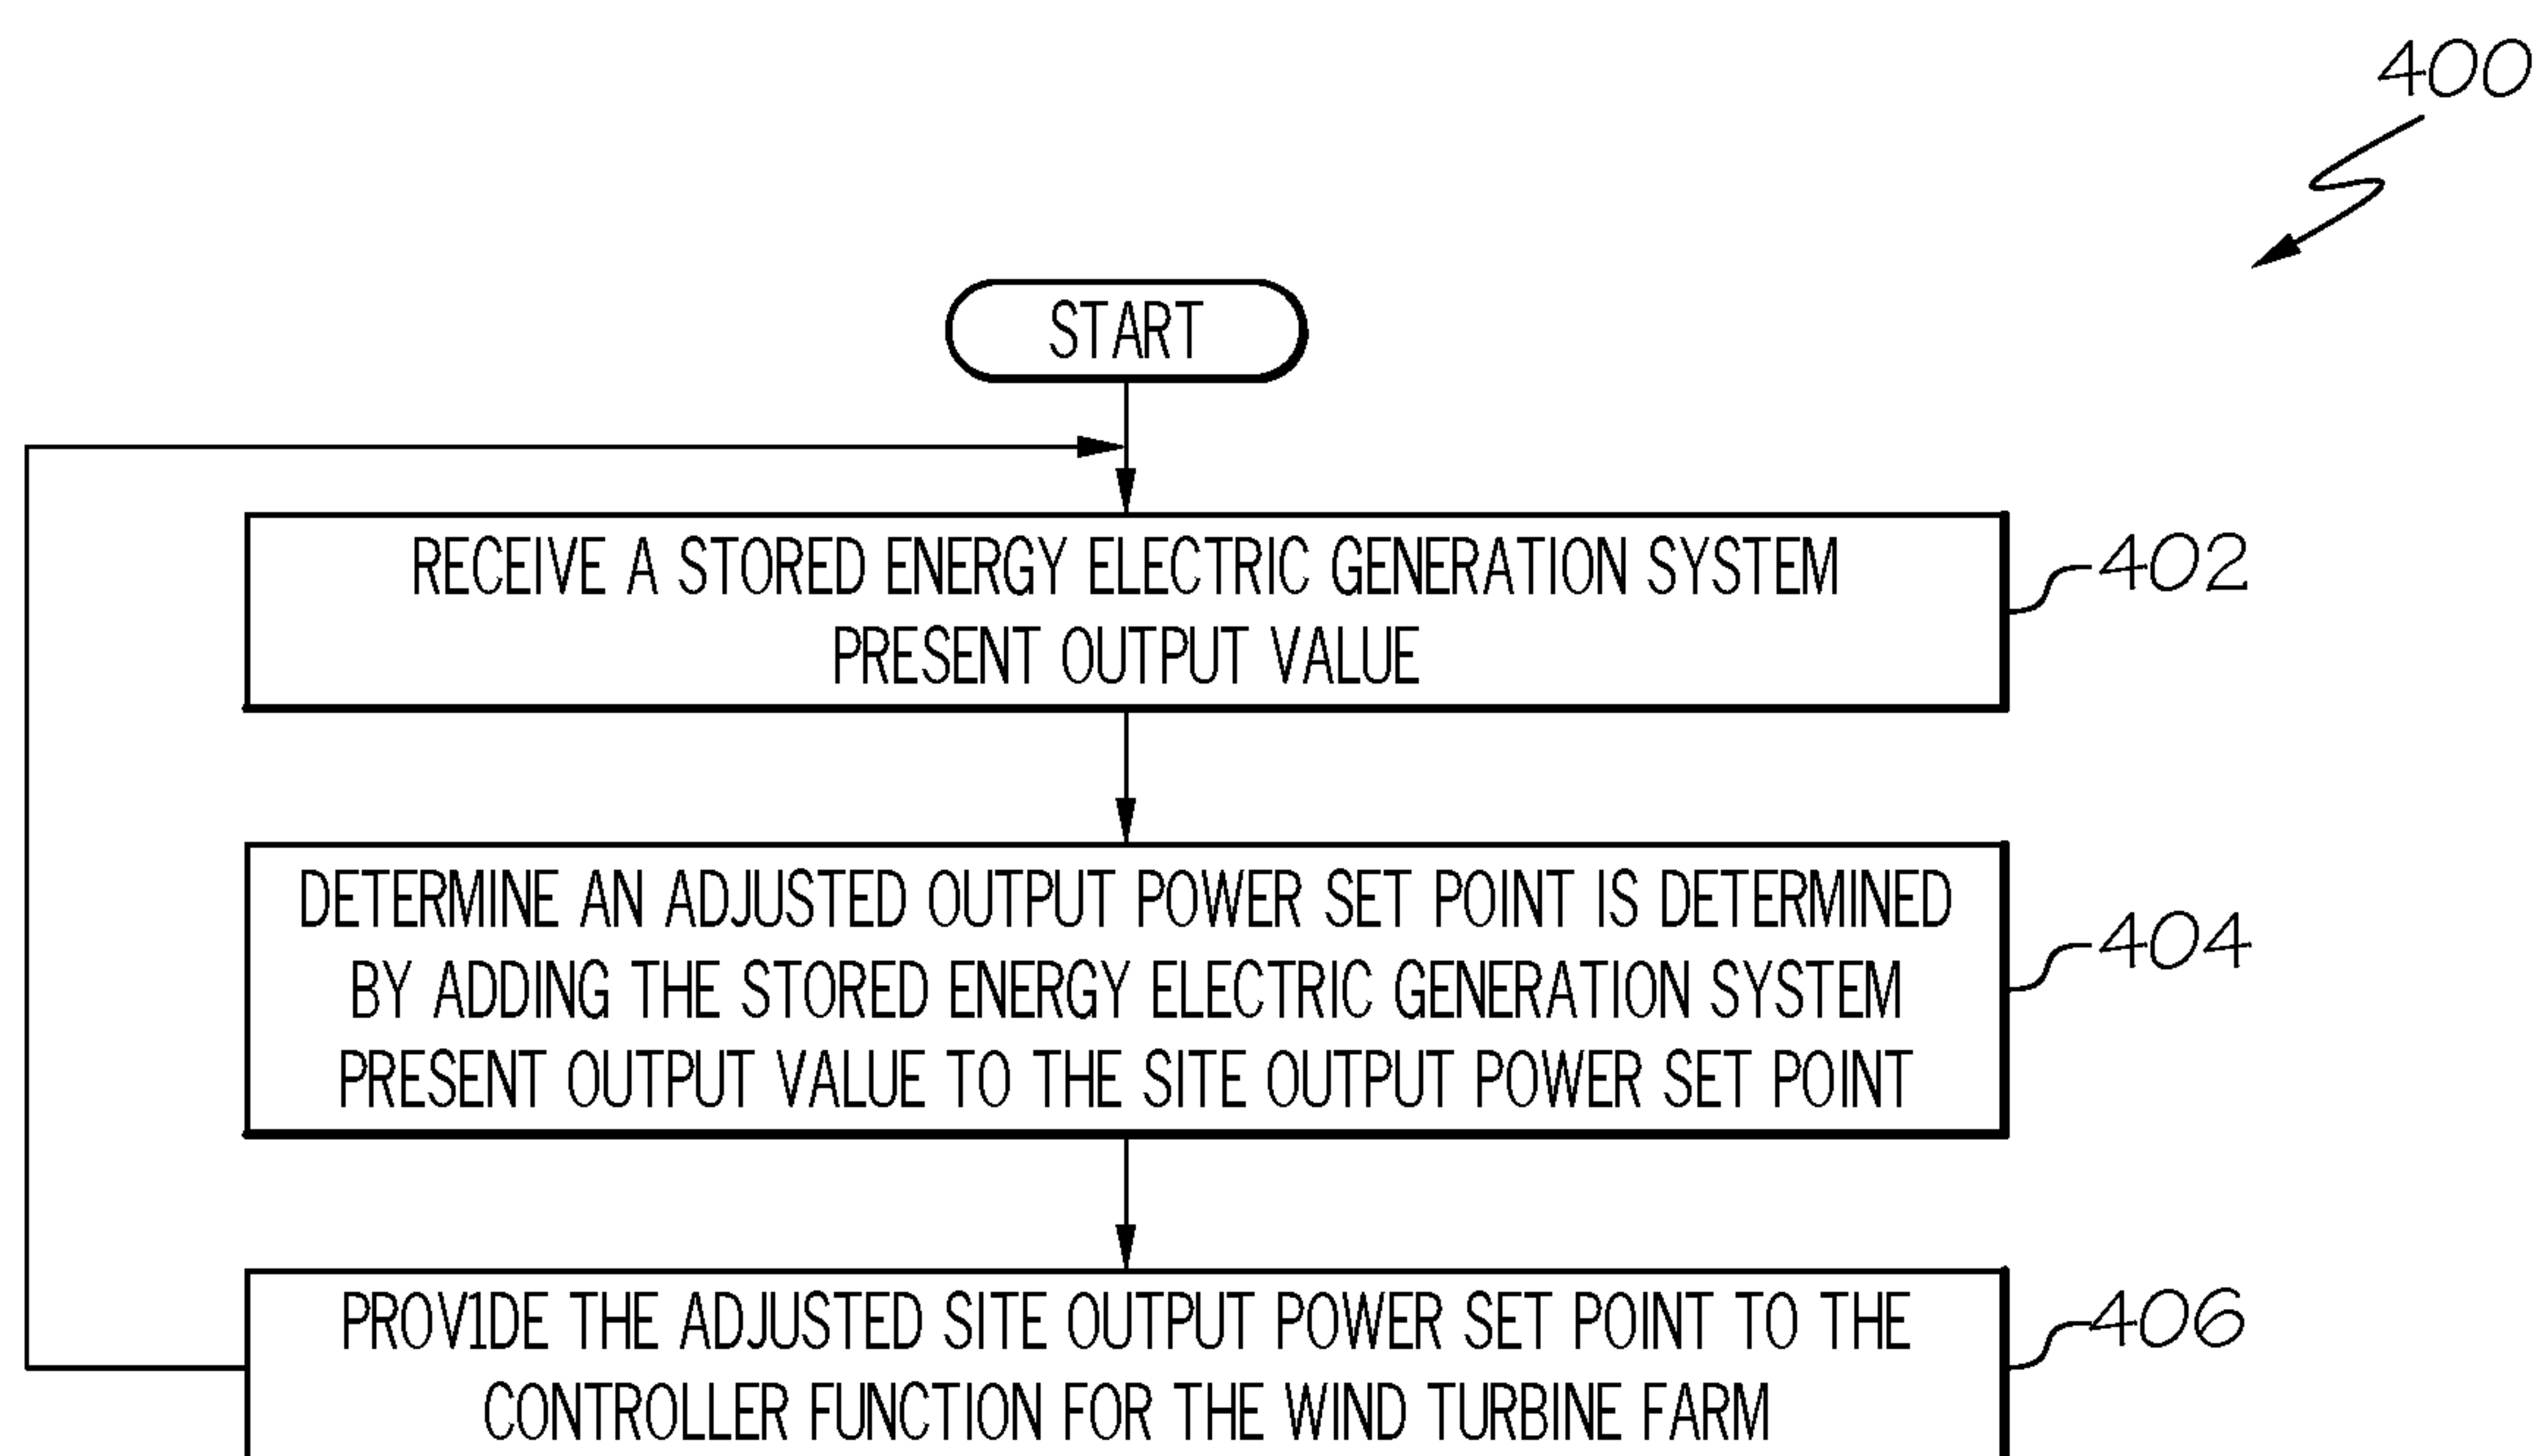 400
START
RECEIVE A STORED ENERGY ELECTRIC GENERATION SYSTEM
PRESENT OUTPUT VALUE
402
DETERMINE AN ADJUSTED OUTPUT POWER SET POINT IS DETERMINED
BY ADDING THE STORED ENERGY ELECTRIC GENERATION SYSTEM
PRESENT OUTPUT VALUE TO THE SITE OUTPUT POWER SET POINT
404
PROV1DE THE ADJUSTED SITE OUTPUT POWER SET POINT TO THE
CONTROLLER FUNCTION FOR THE WIND TURBINE FARM
406